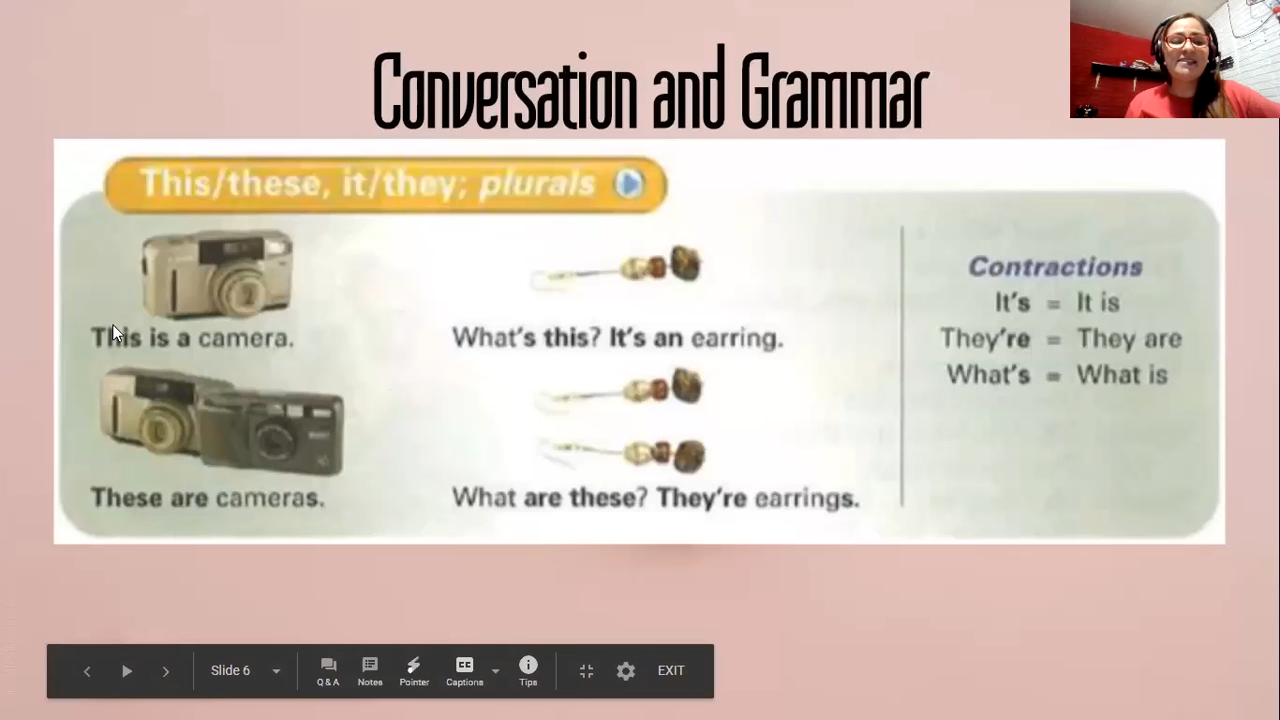 Conversation and Grammar
This/these, it/they; plurals
This is a camera.
What's this? It's an earring.
These are cameras.
What are these? They're earrings.
Contractions
It's = It is
They're = They are
What's = What is
Slide 6
Q & A
Notes
Pointer
CC
Captions
Tips
EXIT